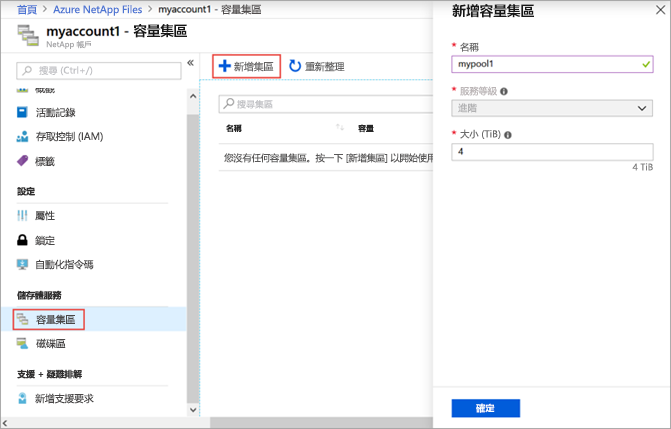 首頁 > Azure NetApp Files > myaccount1 - 容量集區
myaccount1 - 容量集區
NetApp 帳戶
搜尋 (Ctrl+/)
概觀
活動記錄
存取控制 (IAM)
標籤
設定
屬性
鎖定
自動化指令碼
儲存體服務
容量集區
磁碟區
支援 + 疑難排解
新增支援要求
新增集區
重新整理
搜尋集區
名稱 容量
您沒有任何容量集區。按一下 [新增集區] 以開始使用
新增容量集區
* 名稱
mypool1
* 服務等級
進階
* 大小 (TiB)
4
4 TiB
確定